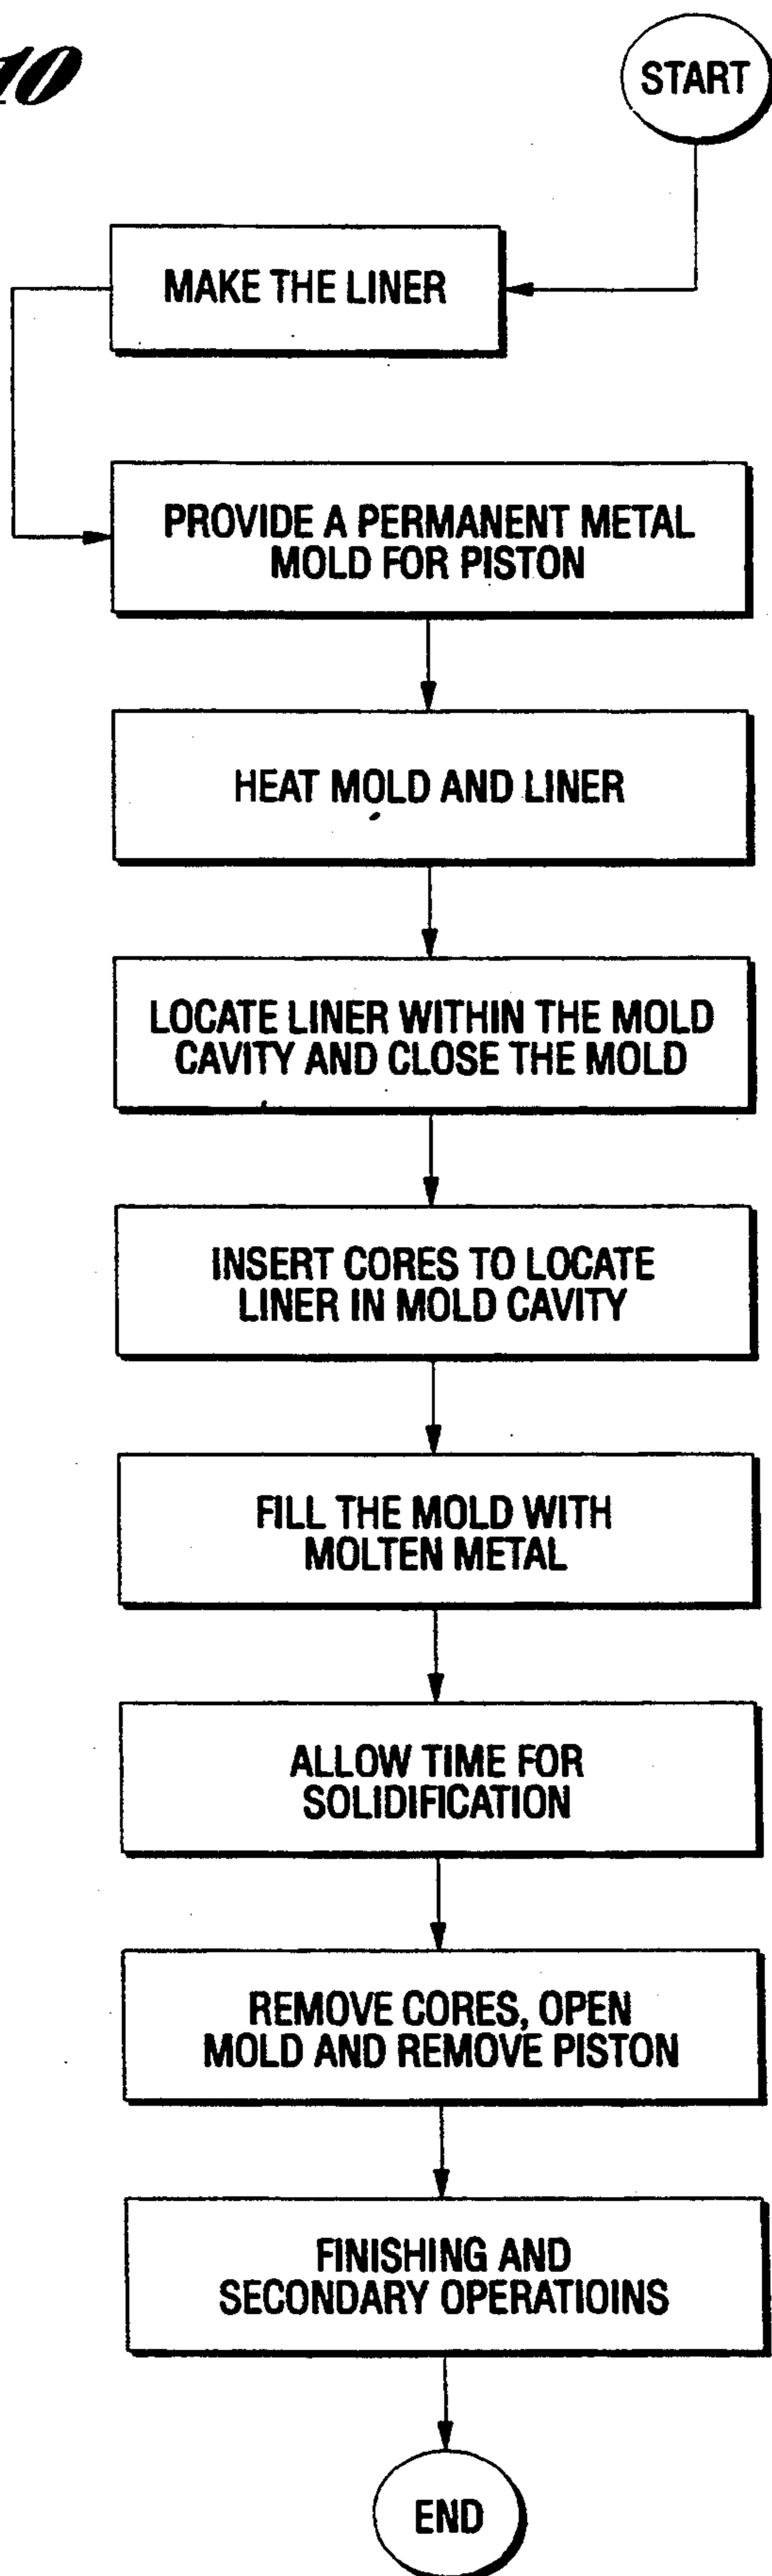 10
START
MAKE THE LINER
PROVIDE A PERMANENT METAL
MOLD FOR PISTON
HEAT MOLD AND LINER
LOCATE LINER WITHIN THE MOLD
CAVITY AND CLOSE THE MOLD
INSERT CORES TO LOCATE
LINER IN MOLD CAVITY
FILL THE MOLD WITH
MOLTEN METAL
ALLOW TIME FOR
SOLIDIFICATION
REMOVE CORES, OPEN
MOLD AND REMOVE PISTON
FINISHING AND
SECONDARY OPERATIOINS
END